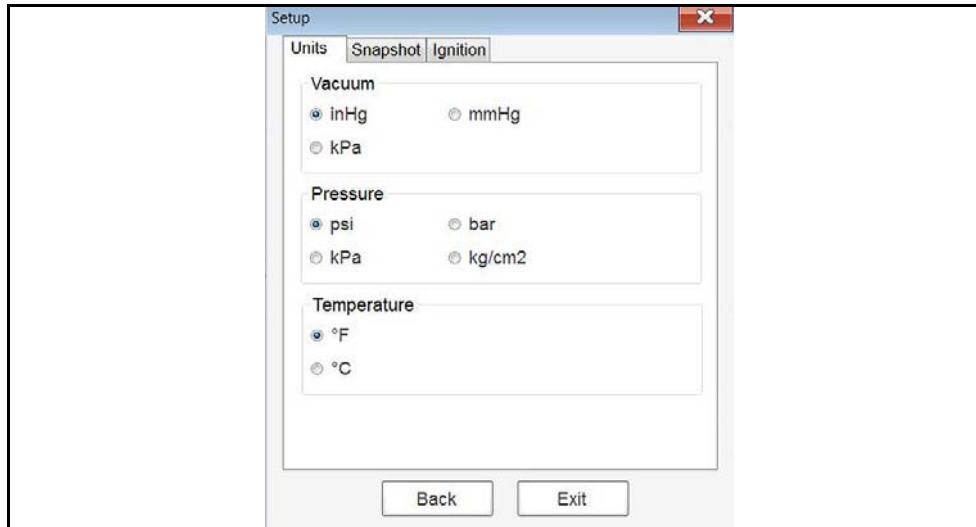 Setup
Units Snapshot Ignition
Vacuum
inHg mmHg
kPa
Pressure
psi bar
kPa kg/cm2
Temperature
°F
°C
Back Exit